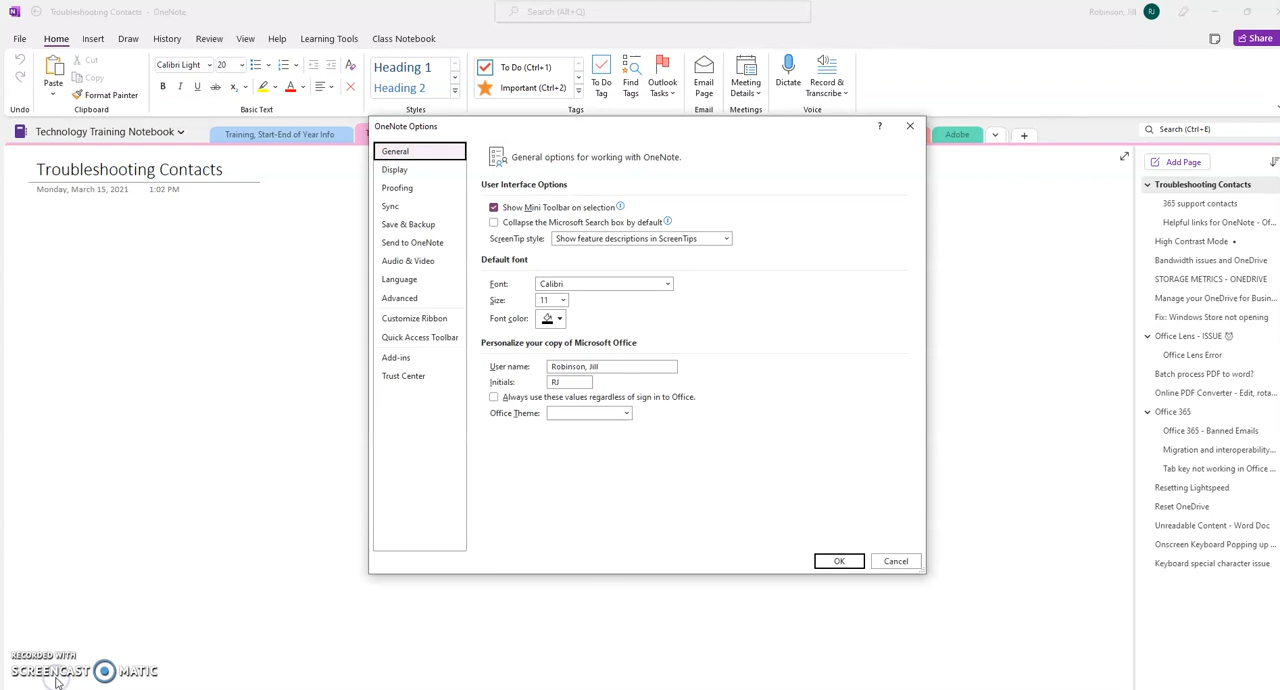 Troubleshooting Contacts - OneNote
Search (Alt+Q)
Robinson, Jill
RJ
File Home Insert Draw History Review View Help Learning Tools Class Notebook
Share
Paste
Cut
Copy
Format Painter
Calibri Light 20
Heading 1
Heading 2
To Do (Ctrl+1)
Important (Ctrl+2)
To Do Tag
Find Tags
Outlook Tasks
Email Page
Meeting Details
Dictate
Record & Transcribe
Undo Clipboard Basic Text Styles Tags Email Meetings Voice
Technology Training Notebook
Training, Start-End of Year Info
Adobe
Search (Ctrl+E)
Troubleshooting Contacts
Monday, March 15, 2021 1:02 PM
OneNote Options
General
Display
Proofing
Sync
Save & Backup
Send to OneNote
Audio & Video
Language
Advanced
Customize Ribbon
Quick Access Toolbar
Add-ins
Trust Center
General options for working with OneNote.
User Interface Options
Show Mini Toolbar on selection
Collapse the Microsoft Search box by default
ScreenTip style: Show feature descriptions in ScreenTips
Default font
Font: Calibri
Size: 11
Font color:
Personalize your copy of Microsoft Office
User name: Robinson, Jill
Initials: RJ
Always use these values regardless of sign in to Office.
Office Theme:
OK Cancel
Add Page
Troubleshooting Contacts
365 support contacts
Helpful links for OneNote - Of...
High Contrast Mode •
Bandwidth issues and OneDrive
STORAGE METRICS - ONEDRIVE
Manage your OneDrive for Busin...
Fix: Windows Store not opening
Office Lens - ISSUE
Office Lens Error
Batch process PDF to word?
Online PDF Converter - Edit, rota...
Office 365
Office 365 - Banned Emails
Migration and interoperability...
Tab key not working in Office ...
Resetting Lightspeed
Reset OneDrive
Unreadable Content - Word Doc
Onscreen Keyboard Popping up ...
Keyboard special character issue
RECORDED WITH
SCREENCAST MATIC